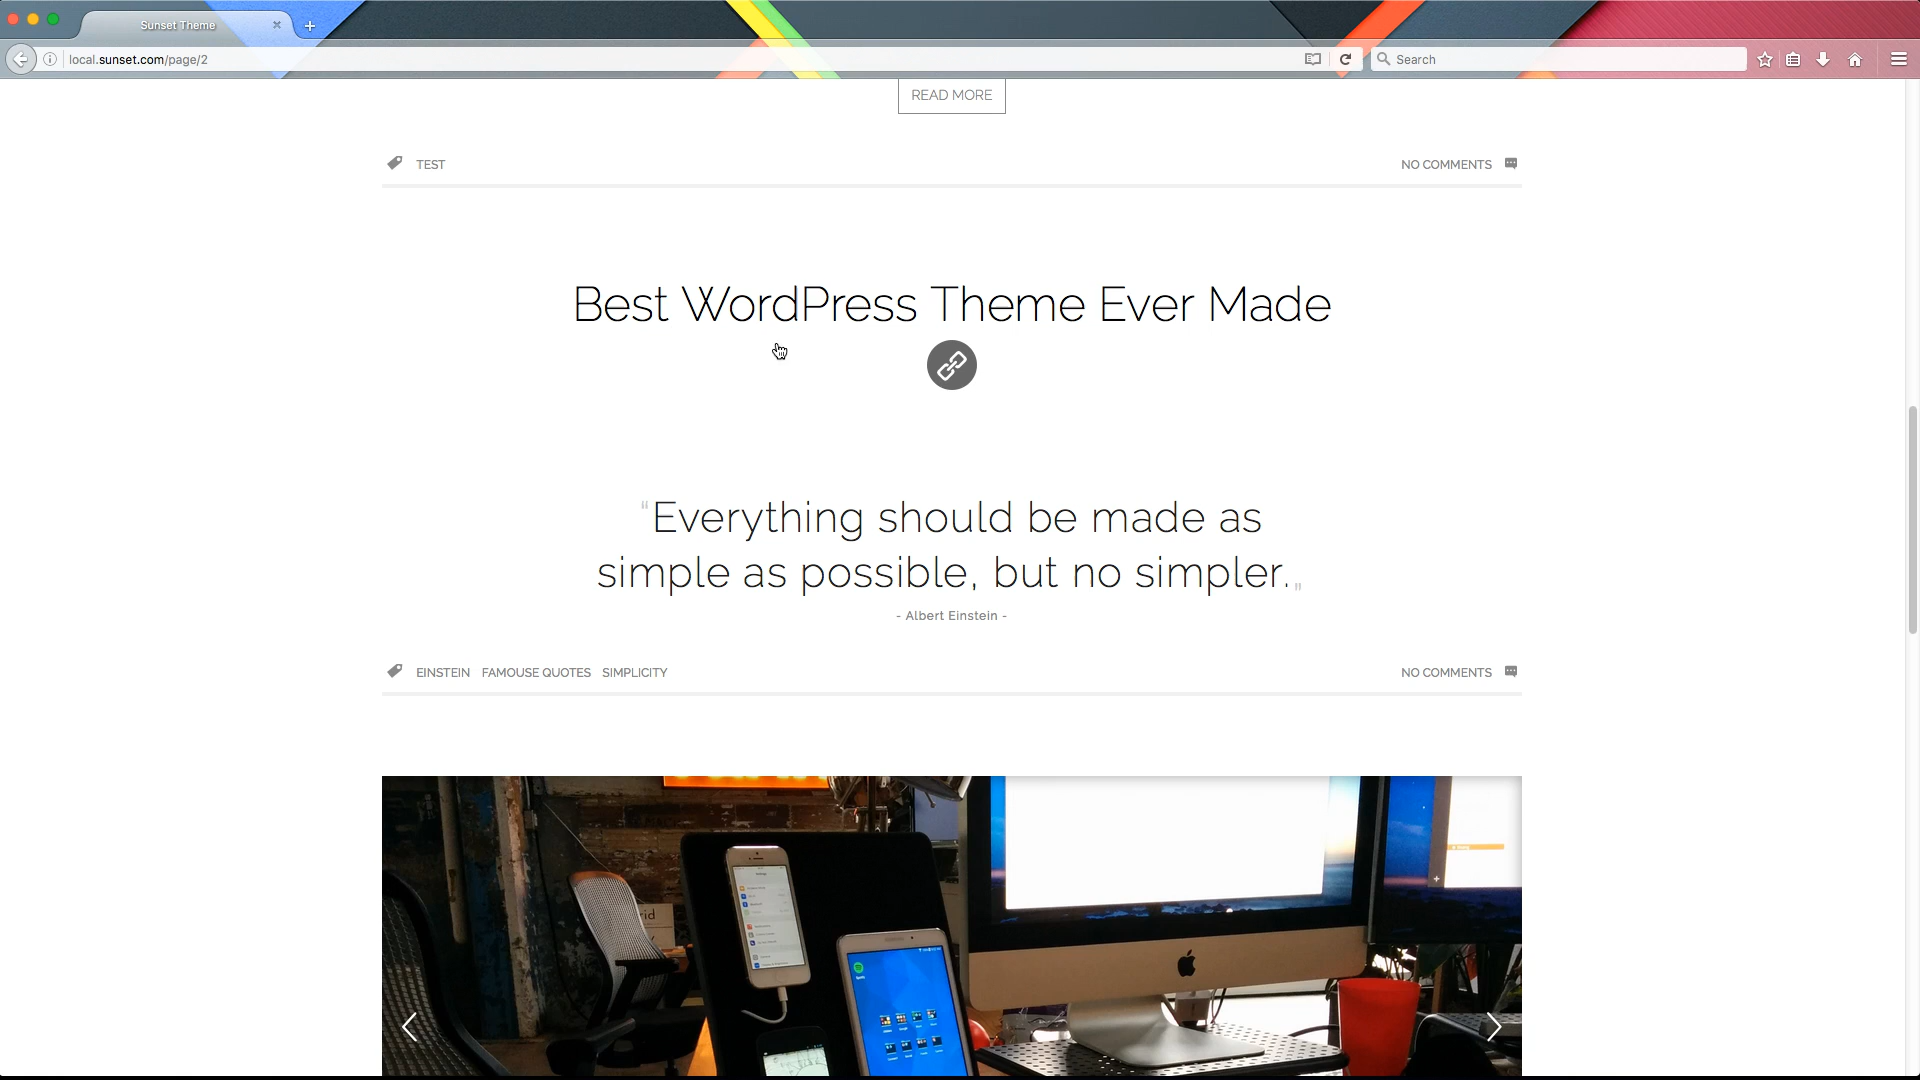 Sunset Theme
local.sunset.com/page/2
Search
READ MORE
TEST
NO COMMENTS
Best WordPress Theme Ever Made
"Everything should be made as
simple as possible, but no simpler."
- Albert Einstein -
EINSTEIN FAMOUSE QUOTES SIMPLICITY
NO COMMENTS